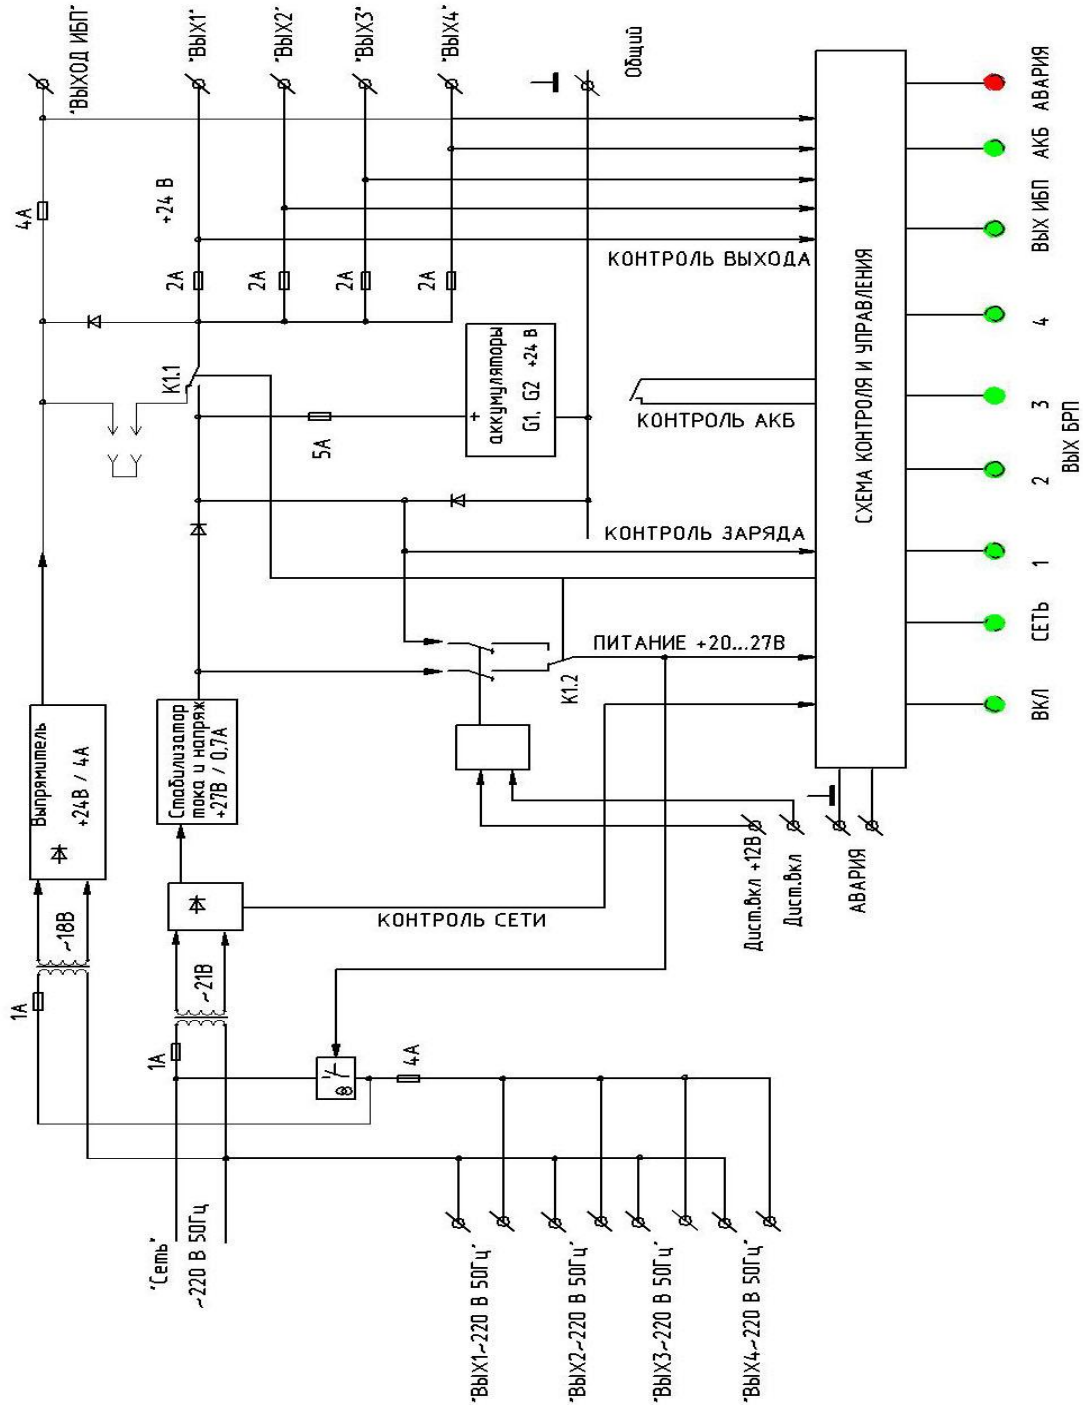 "ВЫХОД ИБП"
"ВЫХ1"
"ВЫХ2"
"ВЫХ3"
"ВЫХ4"
Общий
4А
+24 В
2А
2А
2А
2А
К1.1
5А
+
аккумуляторы
G1, G2 +24 В
КОНТРОЛЬ ВЫХОДА
КОНТРОЛЬ АКБ
КОНТРОЛЬ ЗАРЯДА
ПИТАНИЕ +20...27В
К1.2
Выпрямитель
+24В / 4А
Стабилизатор
тока и напряж
+27В / 0,7А
~18В
~21В
1А
1А
4А
КОНТРОЛЬ СЕТИ
Дист.вкл +12В
Дист.вкл
АВАРИЯ
СХЕМА КОНТРОЛЯ И УПРАВЛЕНИЯ
ВКЛ
СЕТЬ
1
2
3
4
ВЫХ БРП
ВЫХ ИБП
АКБ
АВАРИЯ
"Сеть"
~220 В 50Гц
"ВЫХ1~220 В 50Гц"
"ВЫХ2~220 В 50Гц"
"ВЫХ3~220 В 50Гц"
"ВЫХ4~220 В 50Гц"